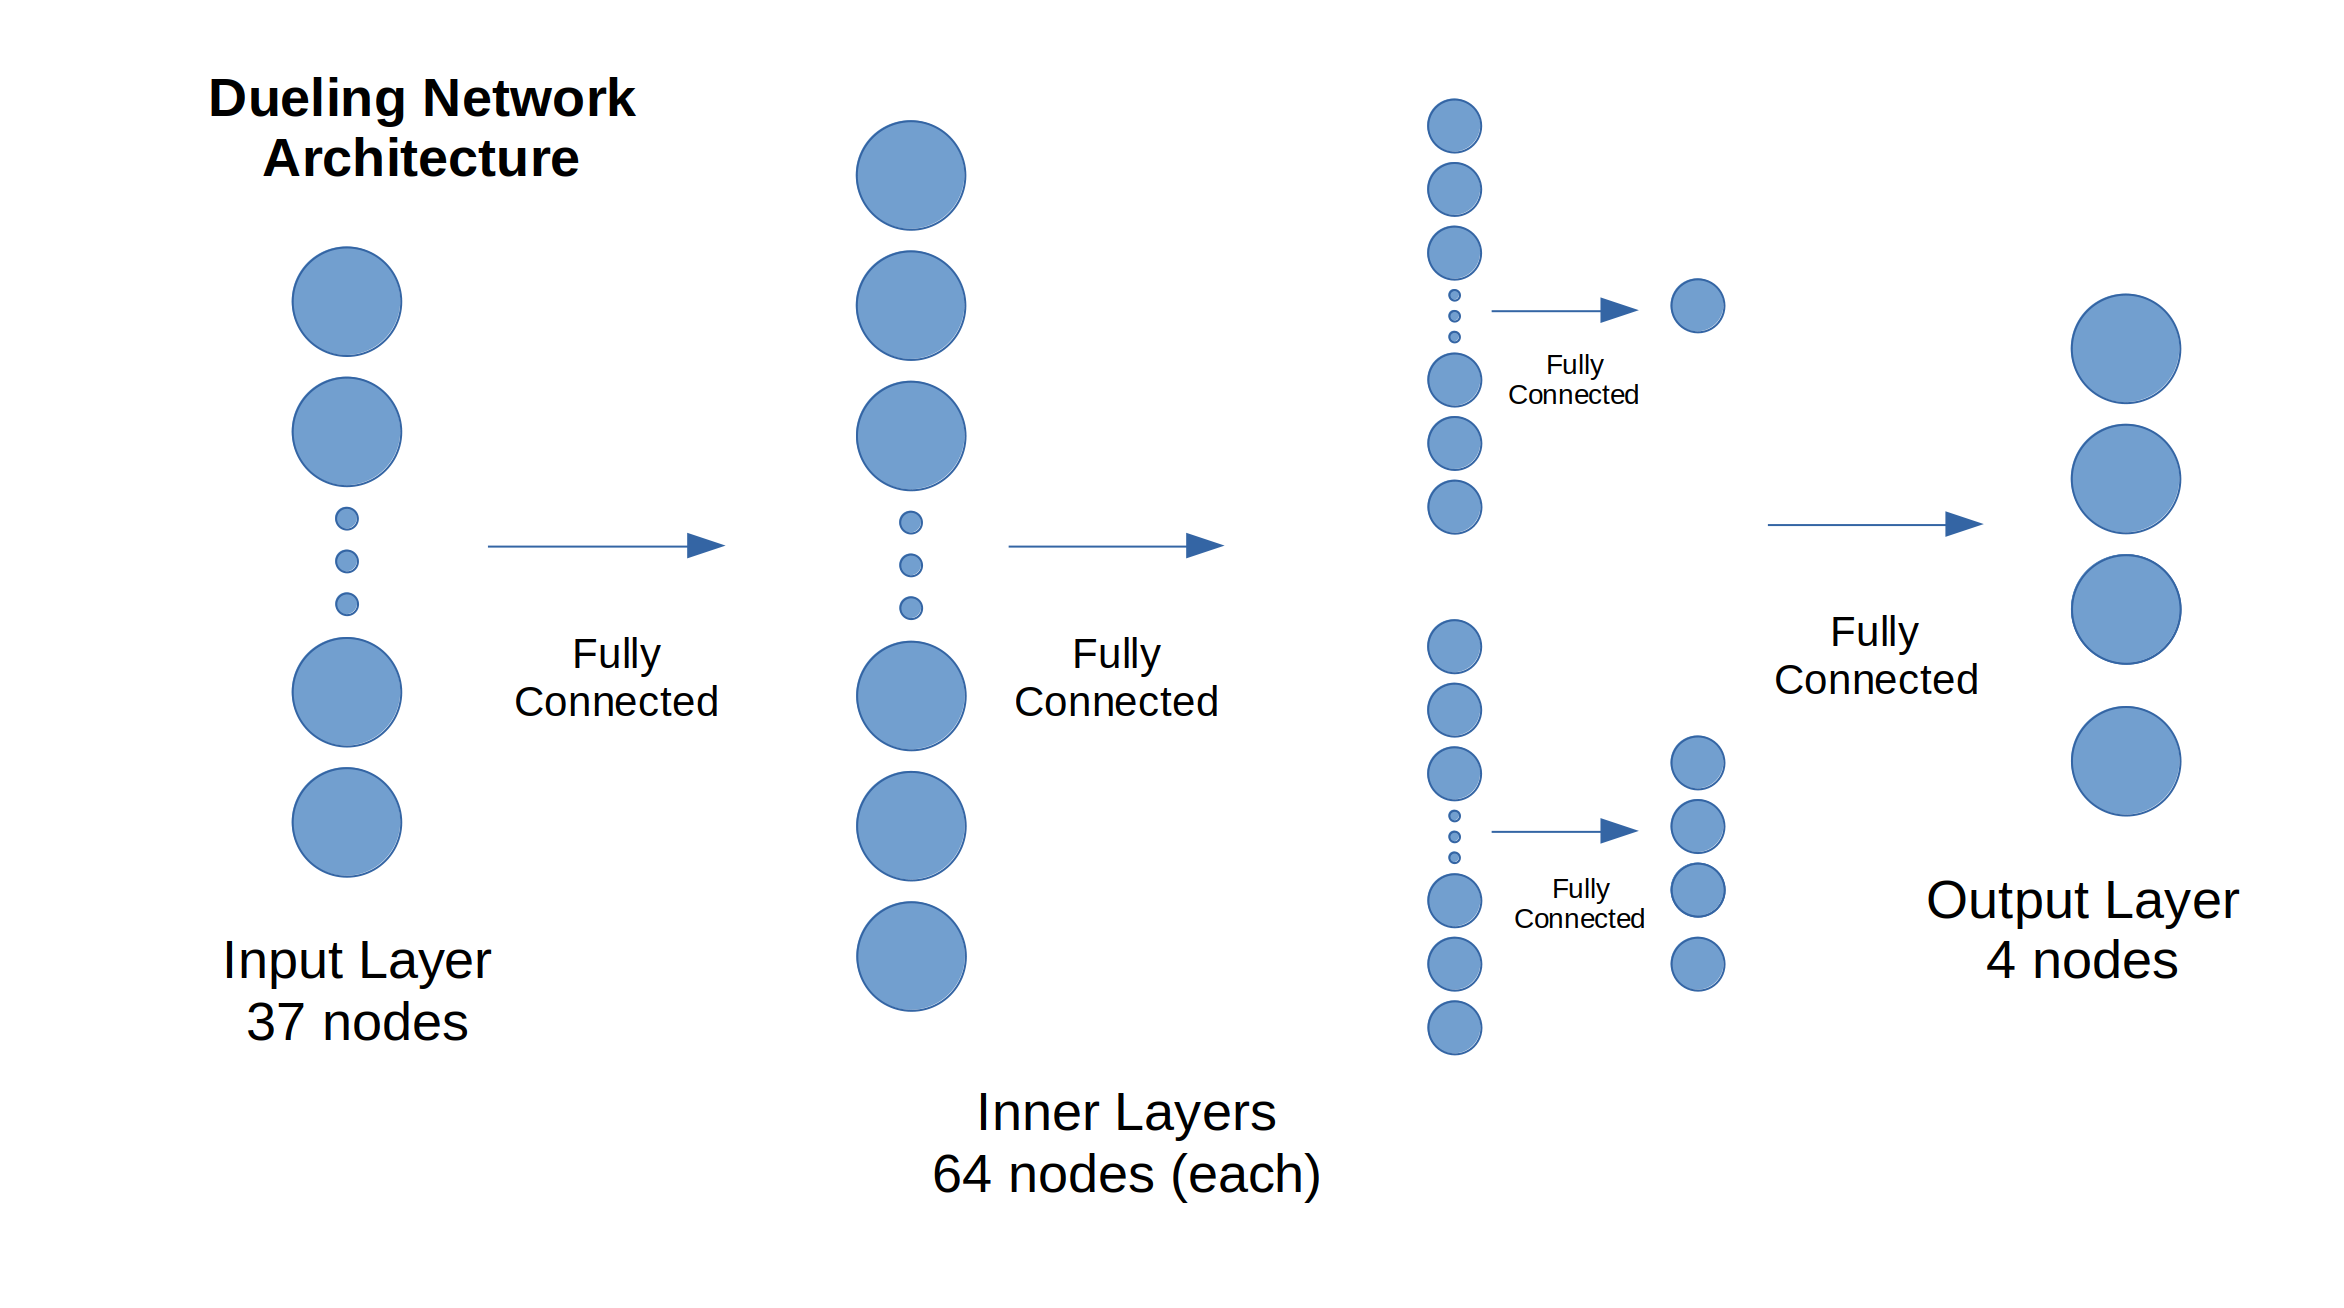 Dueling Network
Architecture
Fully
Connected
Fully
Connected
Fully
Connected
Fully
Connected
Fully
Connected
Input Layer
37 nodes
Inner Layers
64 nodes (each)
Output Layer
4 nodes